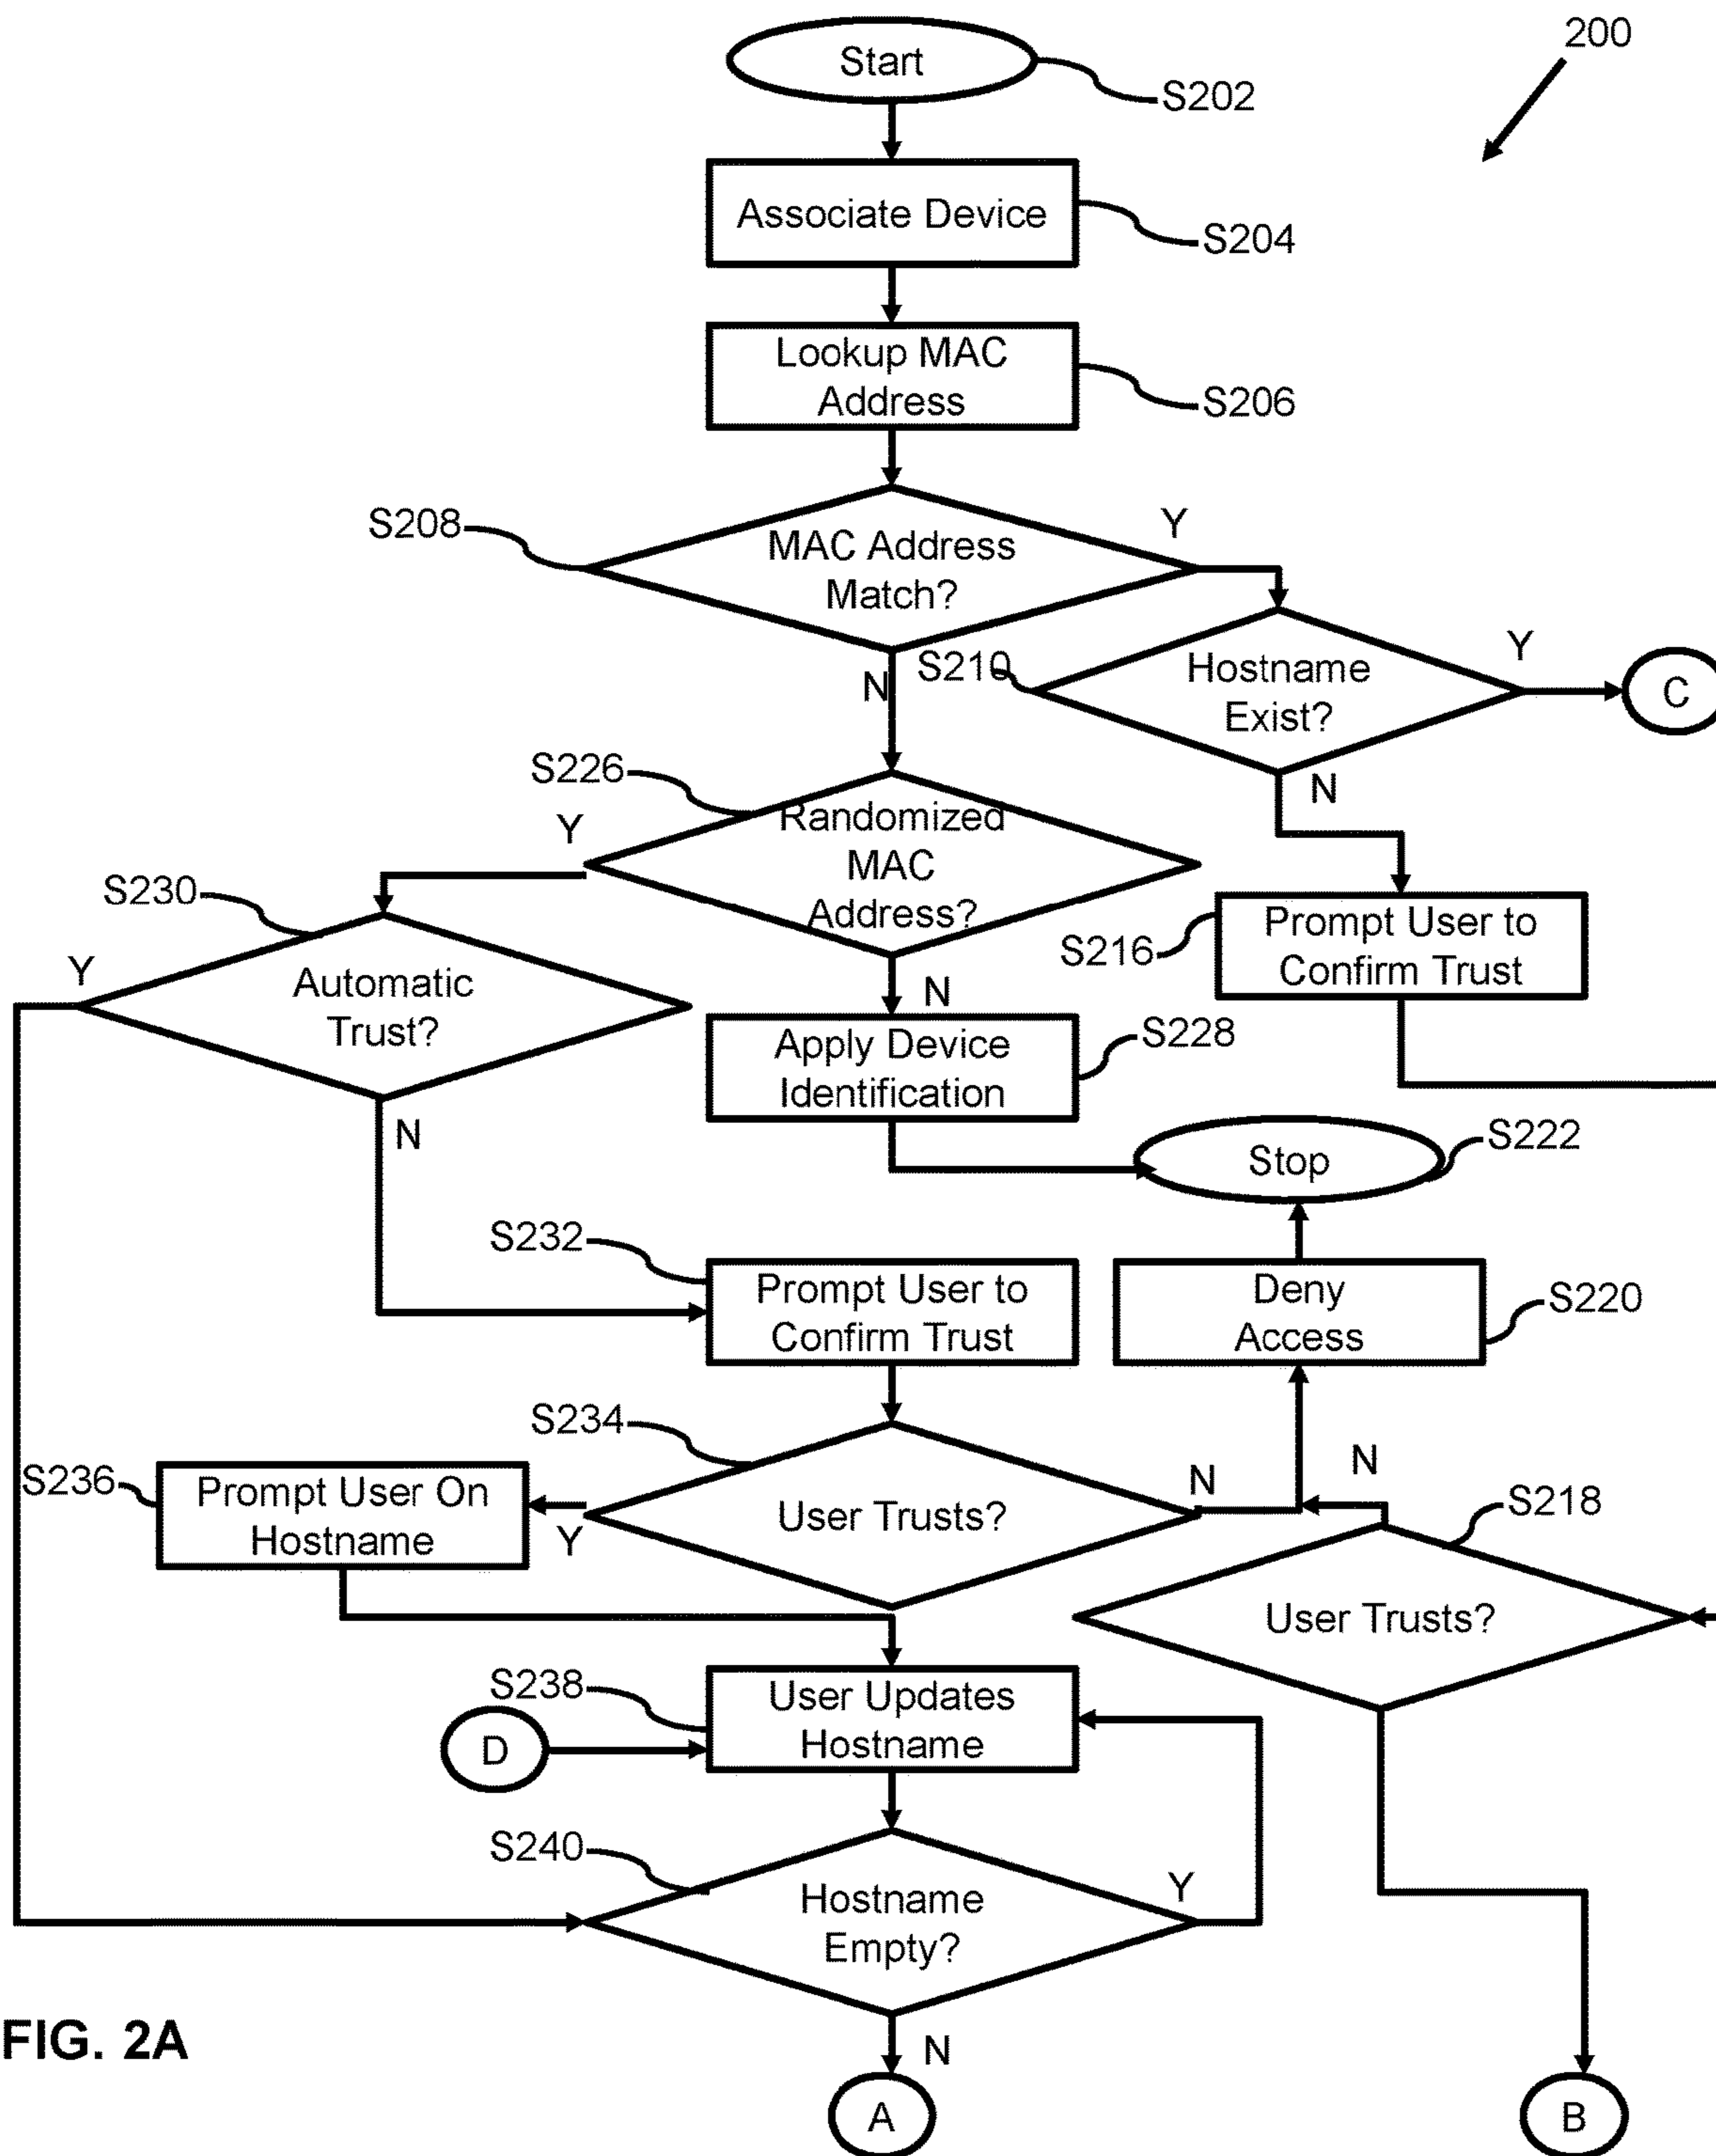 200
Start
S202
Associate Device
S204
Lookup MAC
Address
S206
S208
MAC Address
Match?
Y
N
S210
Hostname
Exist?
Y
C
N
S226
Randomized
MAC
Address?
Y
N
S230
Automatic
Trust?
Y
N
S216
Prompt User to
Confirm Trust
Apply Device
Identification
S228
Stop
S222
S232
Prompt User to
Confirm Trust
Deny
Access
S220
S234
User Trusts?
N
Y
N
S218
User Trusts?
S236
Prompt User On
Hostname
S238
User Updates
Hostname
D
S240
Hostname
Empty?
Y
N
A
B
FIG. 2A